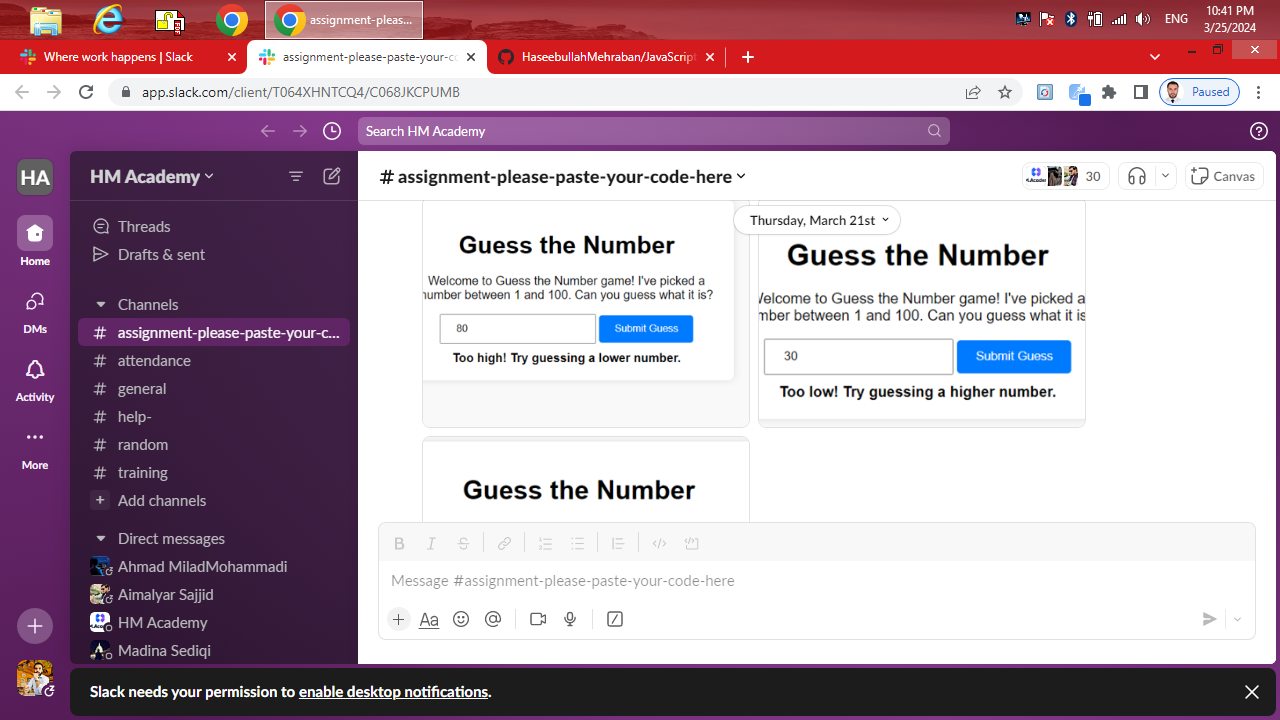 assignment-pleas...
ENG
10:41 PM
3/25/2024
Where work happens | Slack
assignment-please-paste-your-co
HaseebullahMehraban/JavaScript
app.slack.com/client/T064XHNTCQ4/C068JKCPUMB
Paused
Search HM Academy
HA
Home
DMs
Activity
More
HM Academy
Threads
Drafts & sent
Channels
# assignment-please-paste-your-c...
# attendance
# general
# help-
# random
# training
+ Add channels
Direct messages
Ahmad MiladMohammadi
Aimalyar Sajjid
HM Academy
Madina Sediqi
# assignment-please-paste-your-code-here
30
Canvas
Thursday, March 21st
Guess the Number
Welcome to Guess the Number game! I've picked a
number between 1 and 100. Can you guess what it is?
80
Submit Guess
Too high! Try guessing a lower number.
Guess the Number
Welcome to Guess the Number game! I've picked a
mber between 1 and 100. Can you guess what it is
30
Submit Guess
Too low! Try guessing a higher number.
Guess the Number
B I S
Message #assignment-please-paste-your-code-here
Aa
Slack needs your permission to enable desktop notifications.